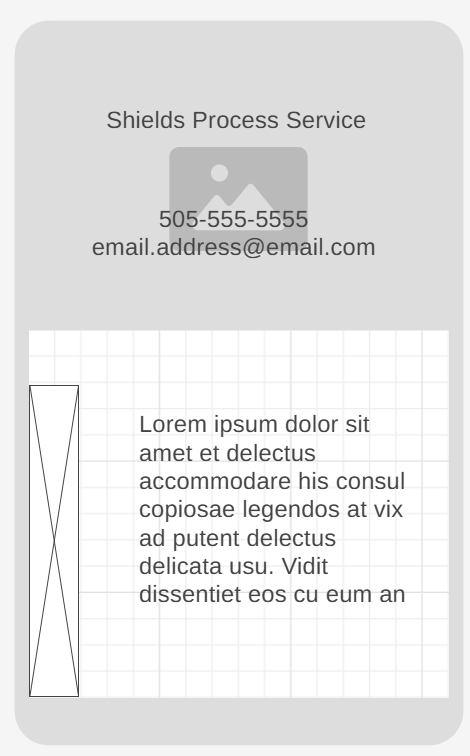 Shields Process Service
505-555-5555
email.address@email.com
Lorem ipsum dolor sit
amet et delectus
accommodare his consul
copiosae legendos at vix
ad putent delectus
delicata usu. Vidit
dissentiet eos cu eum an